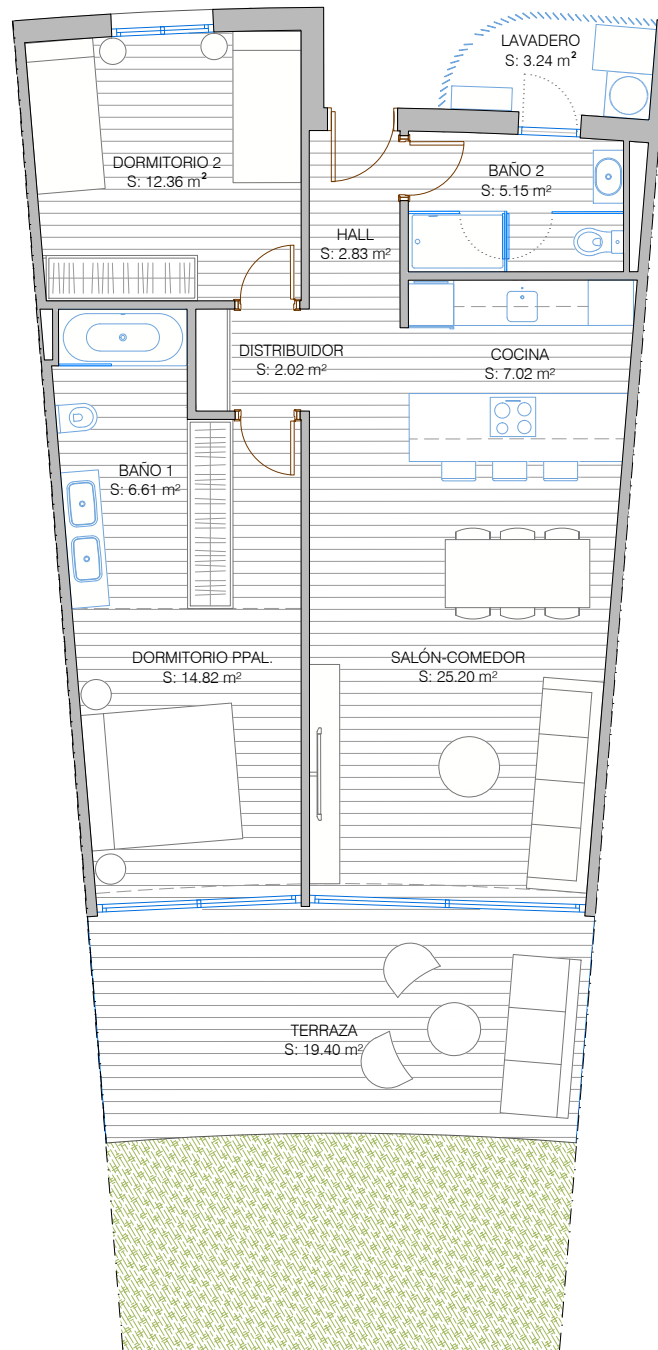 LAVADERO
S: 3.24 m²
DORMITORIO 2
S: 12.36 m²
BAÑO 2
S: 5.15 m²
HALL
S: 2.83 m²
DISTRIBUIDOR
S: 2.02 m²
COCINA
S: 7.02 m²
BAÑO 1
S: 6.61 m²
DORMITORIO PPAL.
S: 14.82 m²
SALÓN-COMEDOR
S: 25.20 m²
TERRAZA
S: 19.40 m²